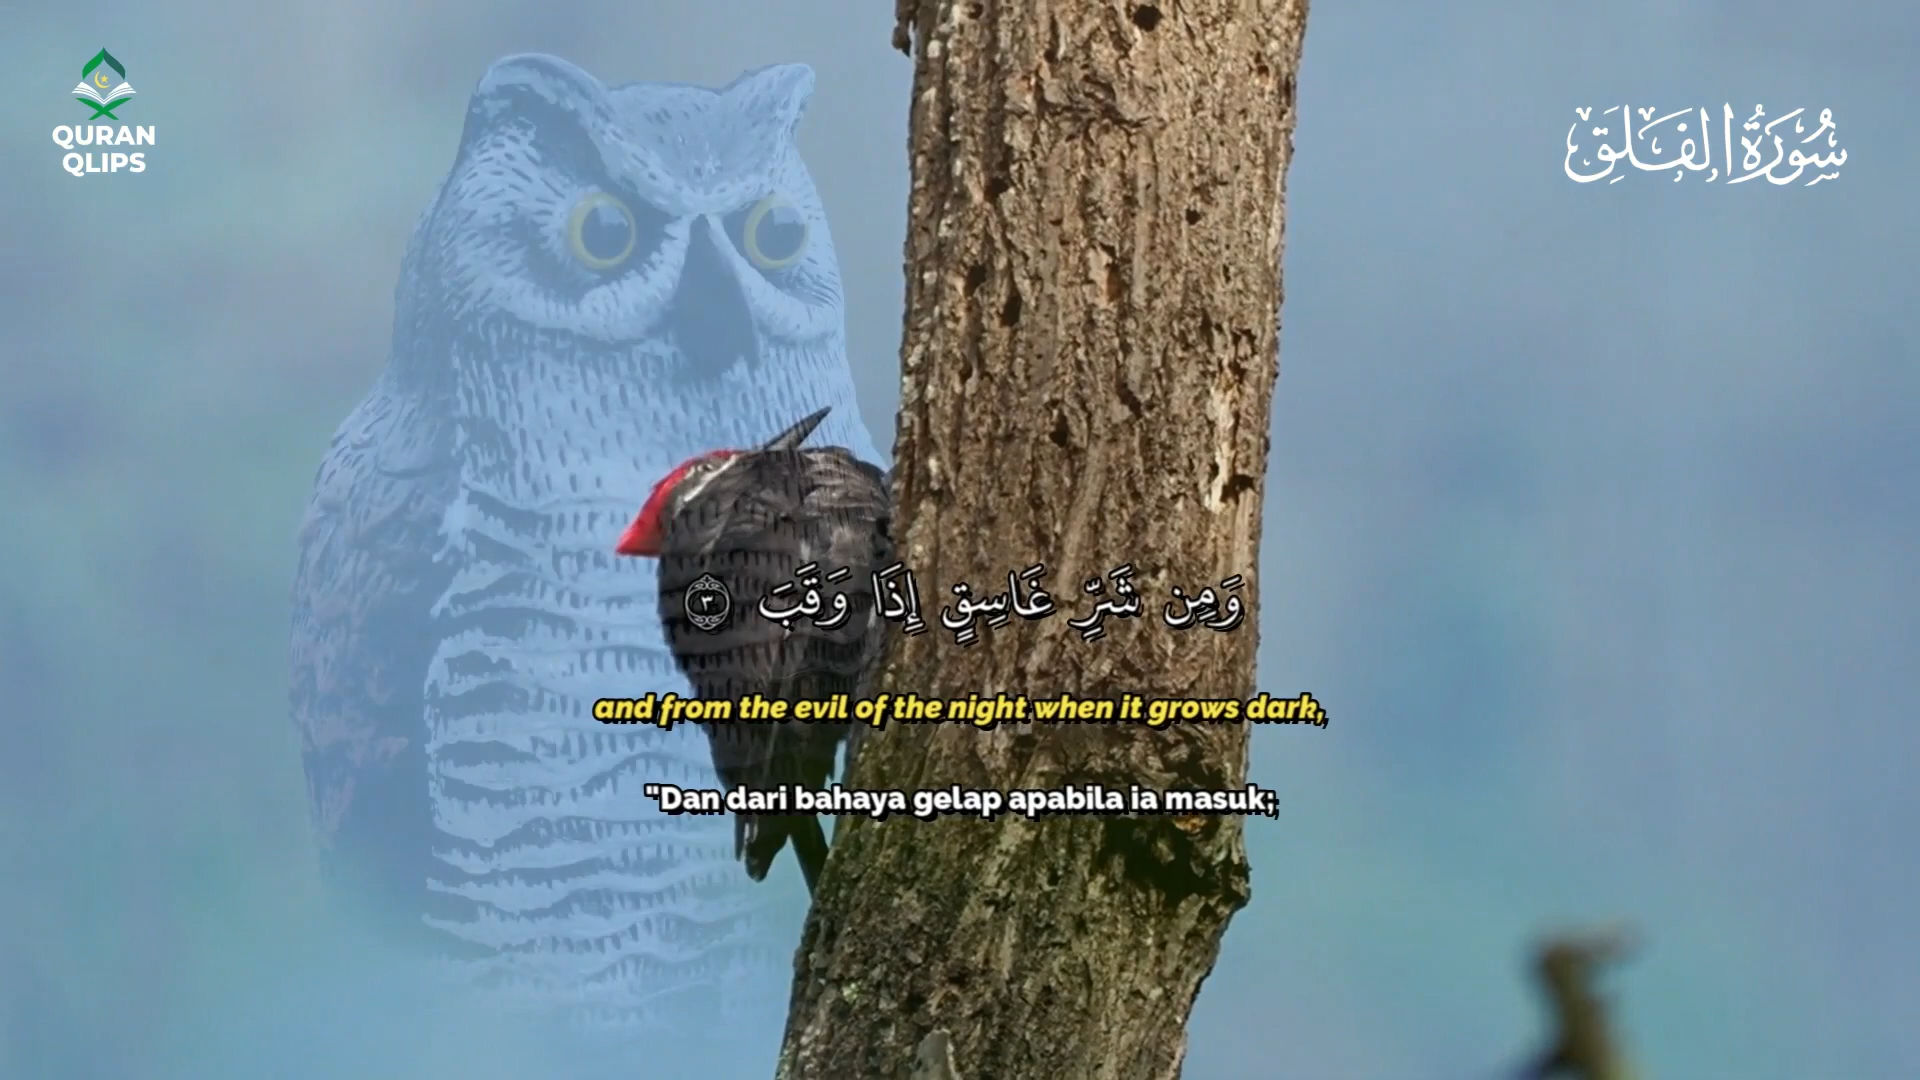 QURAN
QLIPS
سُورَةُ الفَلَق
وَمِن شَرِّ غَاسِقٍ إِذَا وَقَبَ ٣
and from the evil of the night when it grows dark,
"Dan dari bahaya gelap apabila ia masuk;